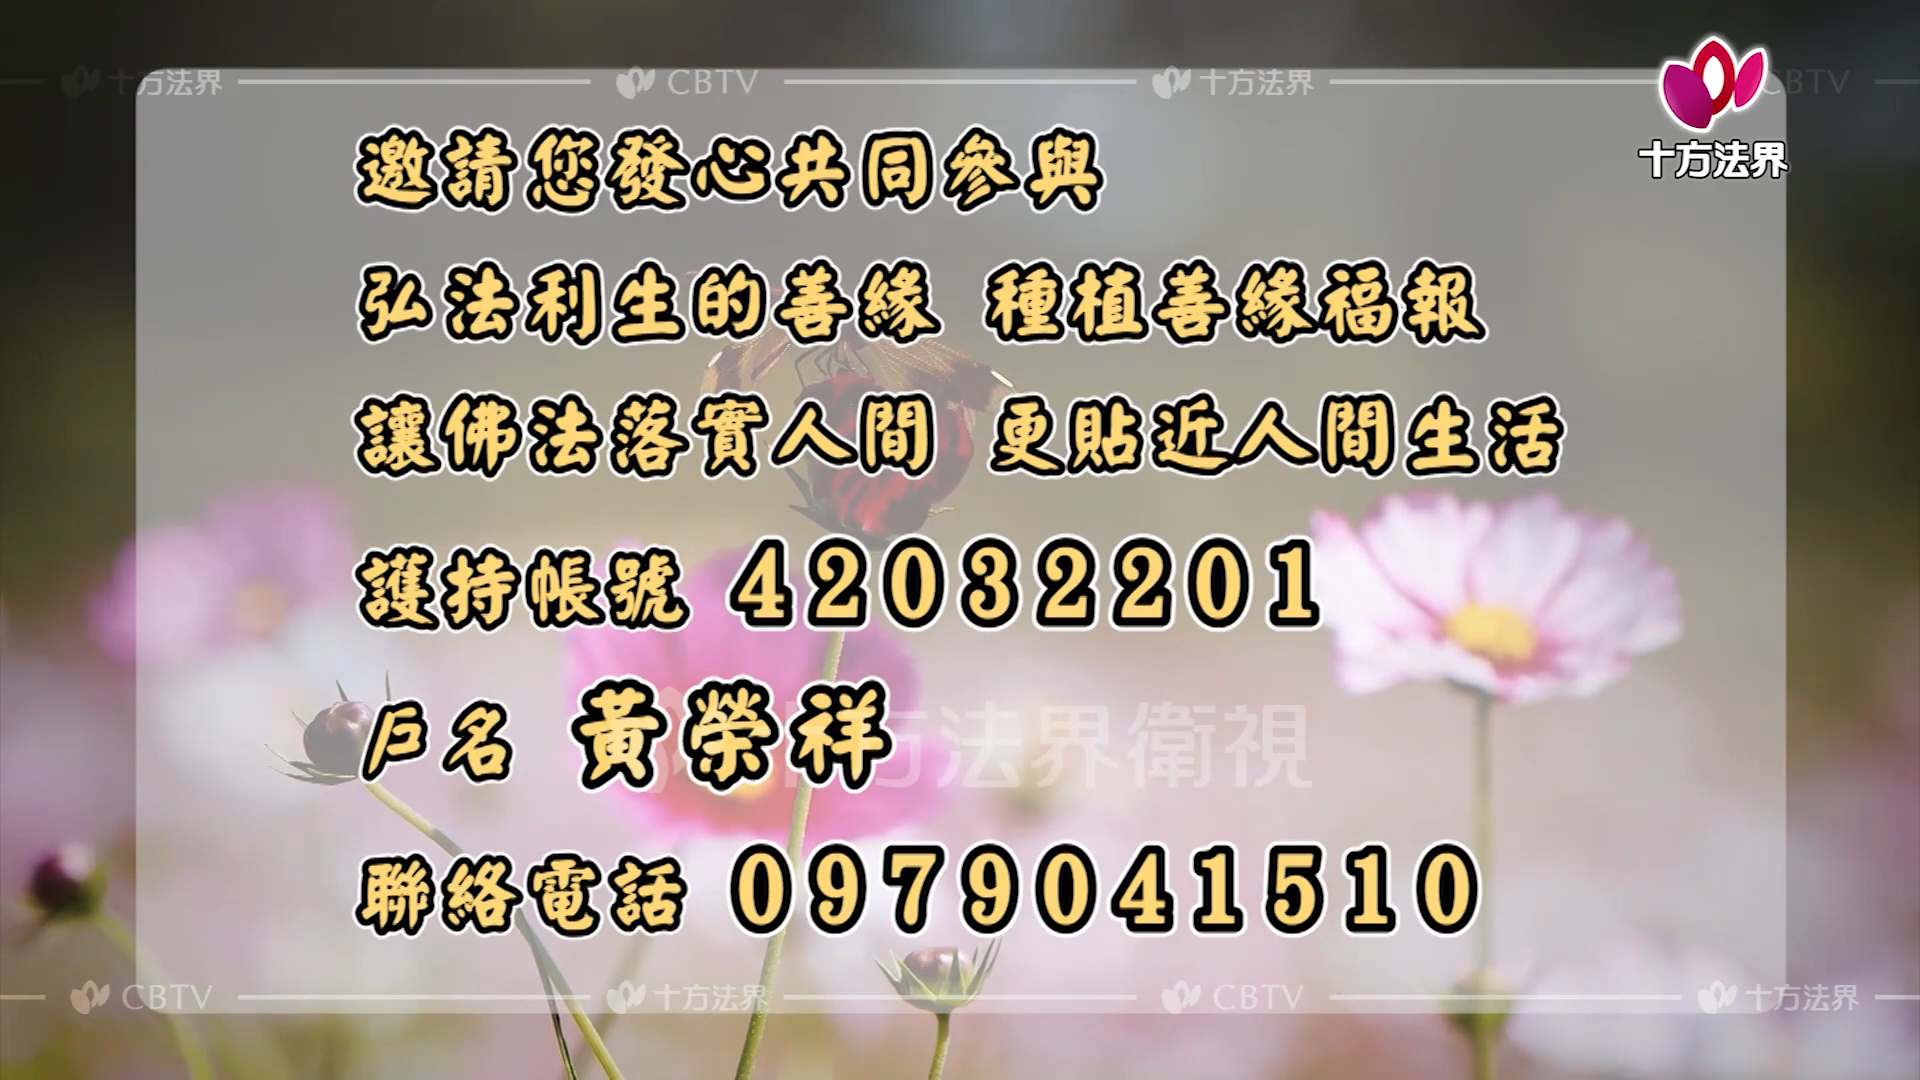 十方法界 CBTV 十方法界 CBTV
十方法界
邀請您發心共同參與
弘法利生的善緣 種植善緣福報
讓佛法落實人間 更貼近人間生活
護持帳號 42032201
戶名 黃榮祥
十方法界衛視
聯絡電話 0979041510
CBTV 十方法界 CBTV 十方法界